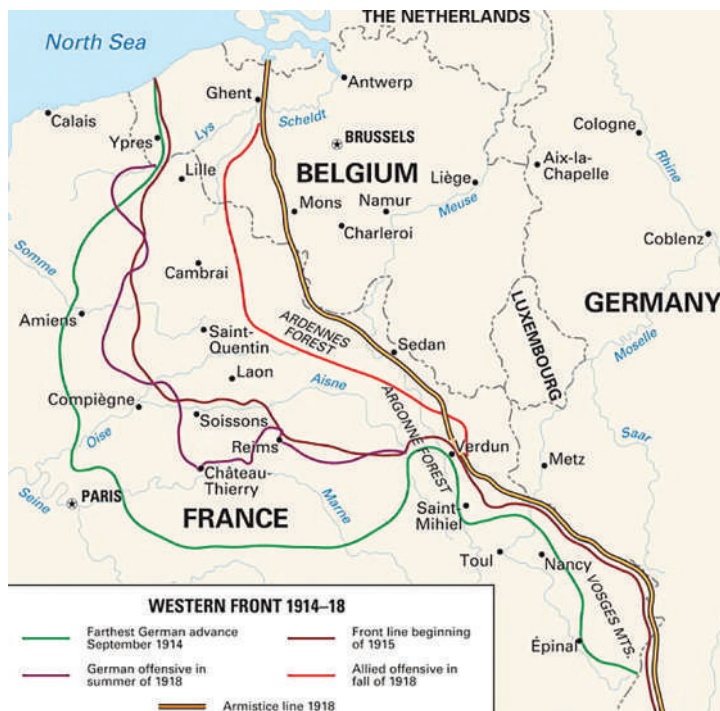 THE NETHERLANDS
North Sea
Antwerp
Ghent
Calais
Scheldt
Cologne
Lys
Ypres
BRUSSELS
Rhine
Aix-la-
Chapelle
Lille
BELGIUM
Liège
Mons
Namur
Meuse
Charleroi
Coblenz
Somme
Cambrai
LUXEMBOURG
GERMANY
Amiens
ARDENNES
FOREST
Saint-
Quentin
Sedan
Moselle
Laon
Aisne
Compiègne
ARGONNE FOREST
Soissons
Oise
Reims
Saar
Verdun
Metz
Château-
Thierry
Seine
PARIS
Marne
FRANCE
Saint-
Mihiel
Toul
Nancy
VOSGES MTS.
Épinal
WESTERN FRONT 1914–18
Farthest German advance
September 1914
Front line beginning
of 1915
German offensive in
summer of 1918
Allied offensive in
fall of 1918
Armistice line 1918